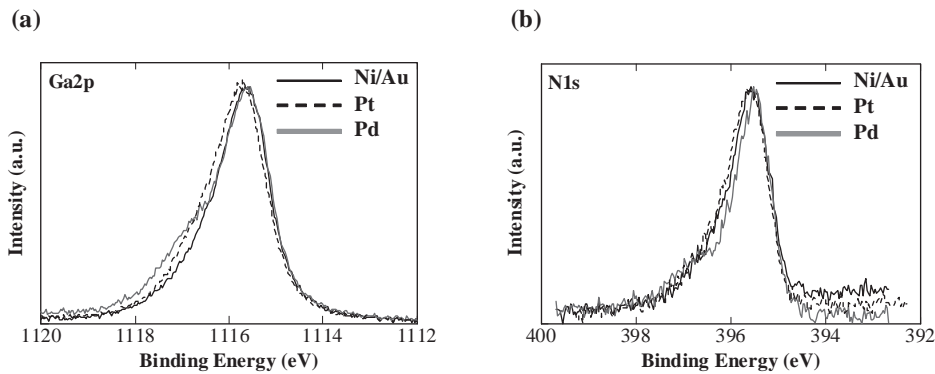 (a)
Ga2p
Ni/Au
Pt
Pd
Intensity (a.u.)
1120 1118 1116 1114 1112
Binding Energy (eV)
(b)
N1s
Ni/Au
Pt
Pd
Intensity (a.u.)
400 398 396 394 392
Binding Energy (eV)